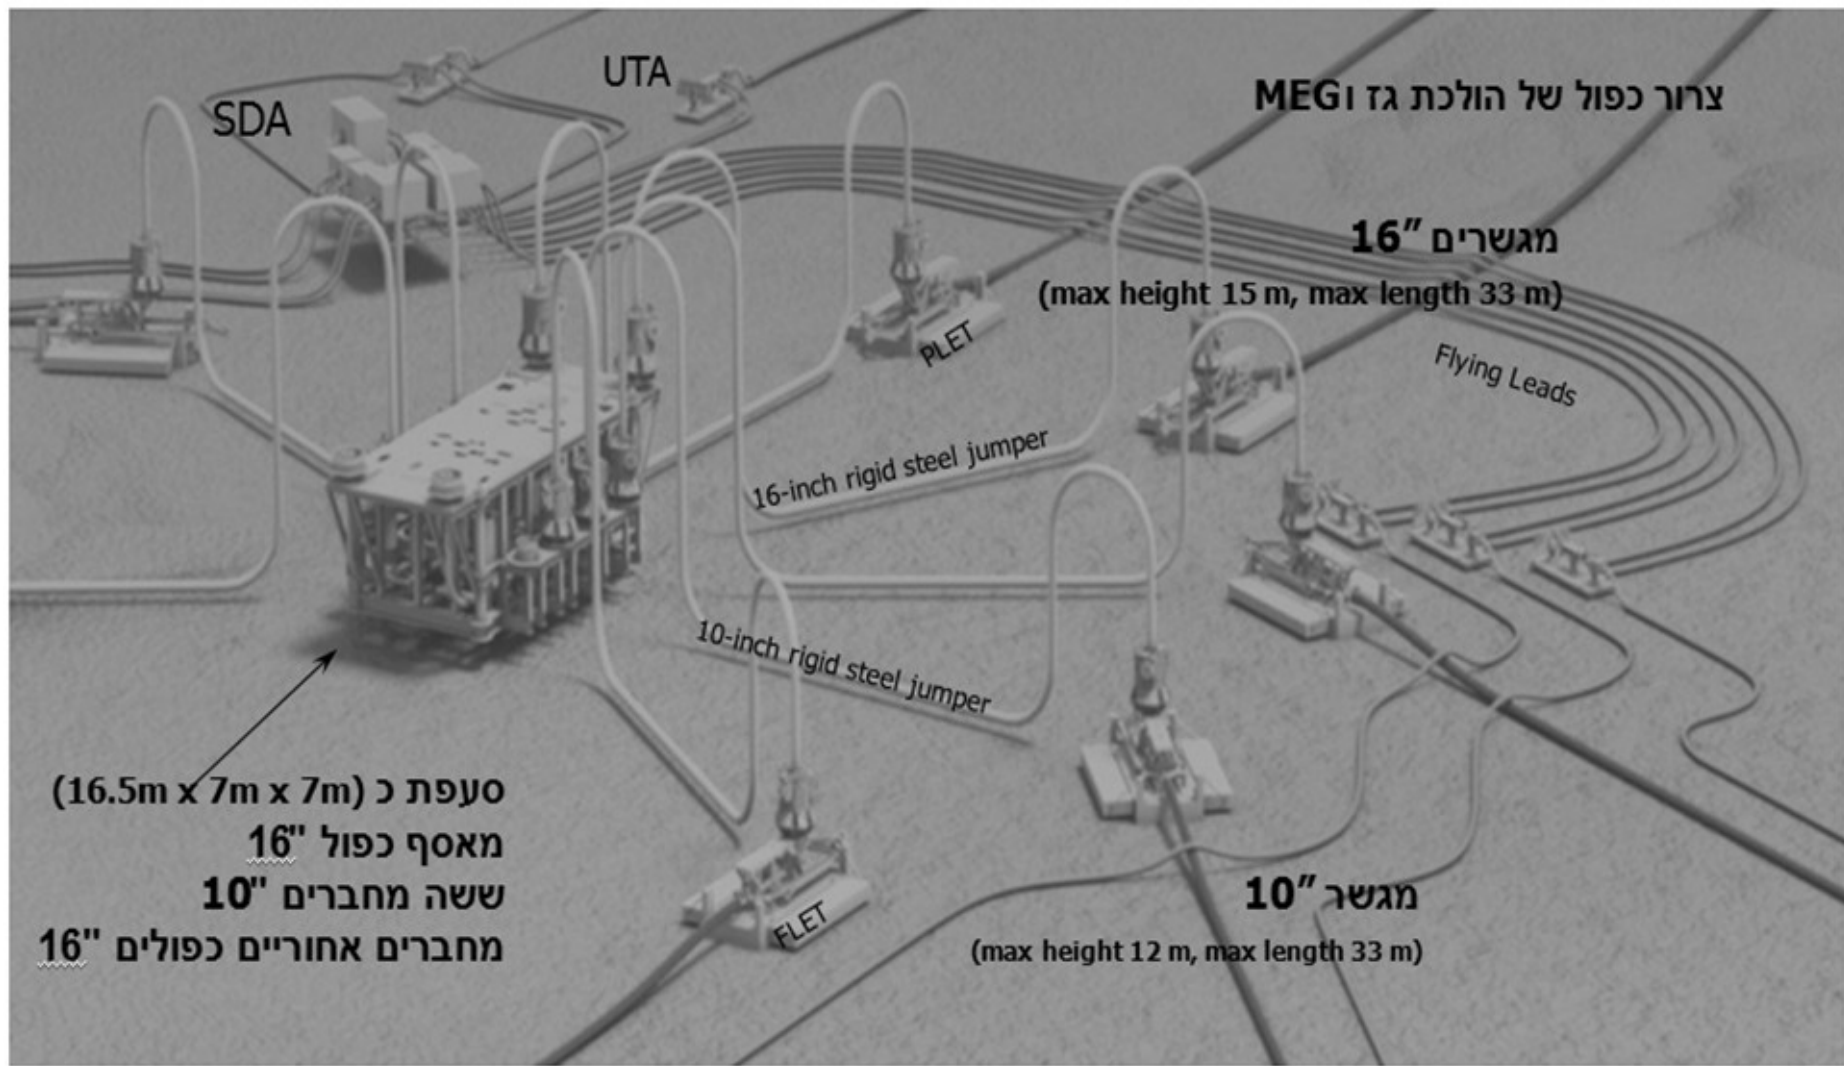 SDA
UTA
צרור כפול של הולכת גז וMEG
מגשרים 16”
(max height 15 m, max length 33 m)
PLET
Flying Leads
16-inch rigid steel jumper
10-inch rigid steel jumper
סעפת כ (16.5m x 7m x 7m)
מאסף כפול "16
ששה מחברים "10
מחברים אחוריים כפולים "16
FLET
מגשר 10”
(max height 12 m, max length 33 m)